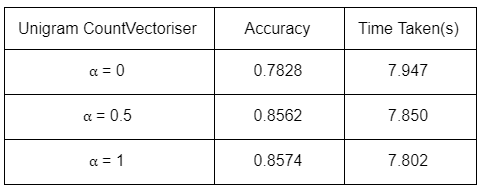 Unigram CountVectoriser Accuracy Time Taken(s)
α = 0 0.7828 7.947
α = 0.5 0.8562 7.850
α = 1 0.8574 7.802